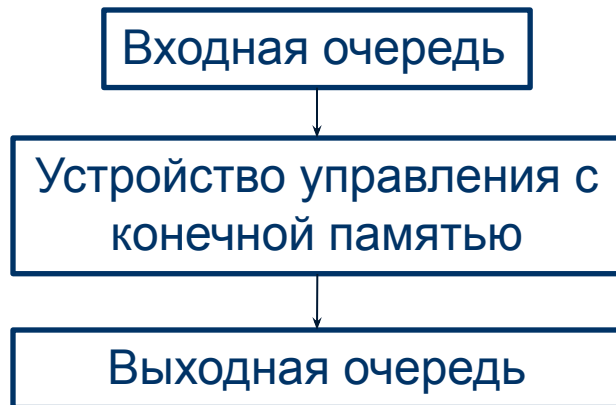 Входная очередь
Устройство управления с
конечной памятью
Выходная очередь